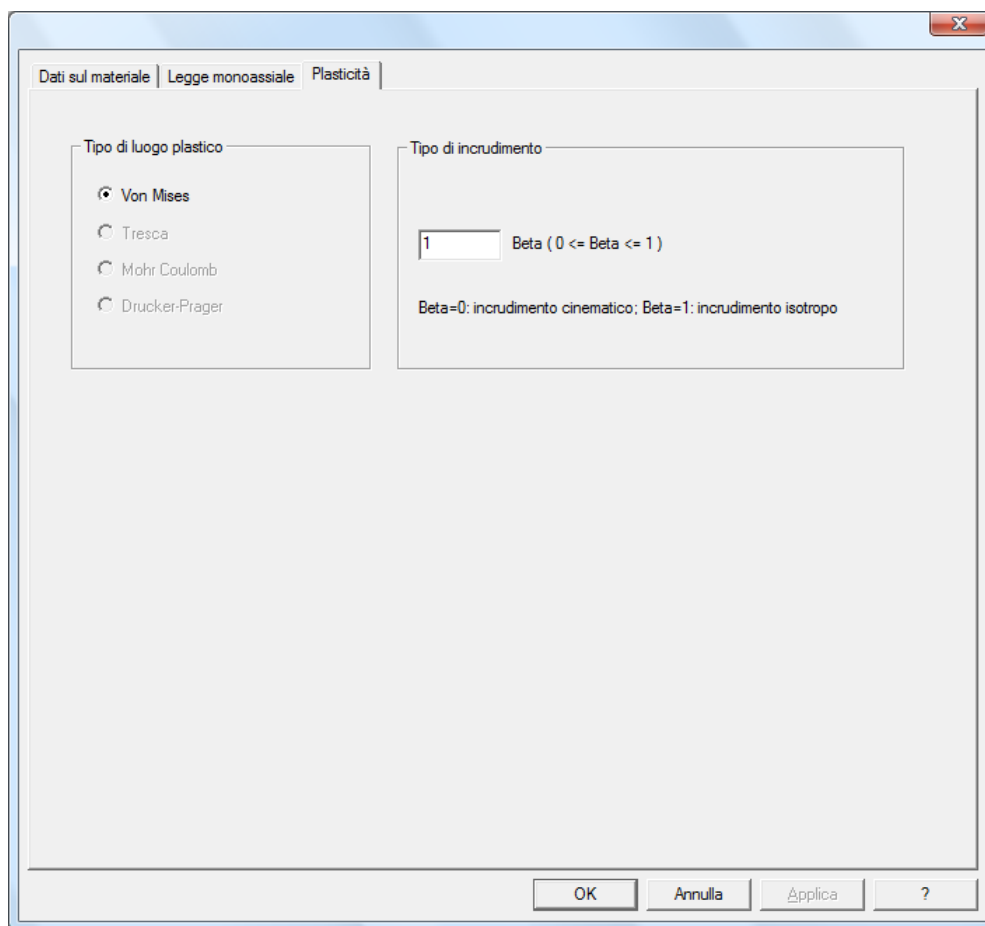 Dati sul materiale
Legge monoassiale
Plasticità
Tipo di luogo plastico
Von Mises
Tresca
Mohr Coulomb
Drucker-Prager
Tipo di incrudimento
1
Beta ( 0 <= Beta <= 1 )
Beta=0: incrudimento cinematico; Beta=1: incrudimento isotropo
OK
Annulla
Applica
?